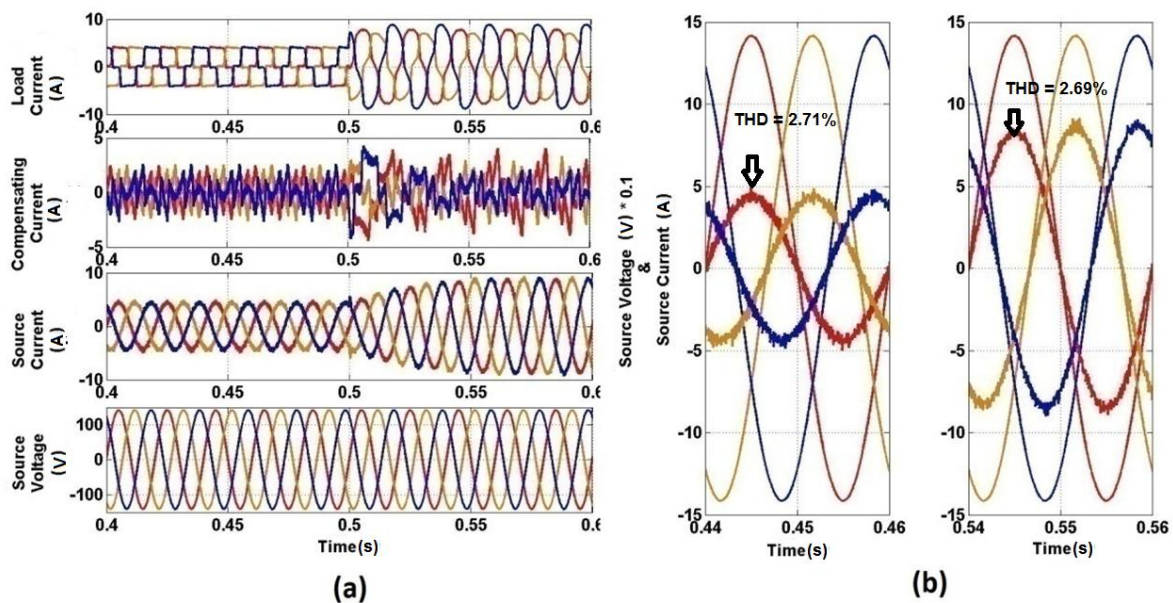 Load
Current
(A)
10
0
-10
0.4
0.45
0.5
0.55
0.6
Compensating
Current
(A)
5
0
-5
0.4
0.45
0.5
0.55
0.6
Source
Current
(A)
10
0
-10
0.4
0.45
0.5
0.55
0.6
Source
Voltage
(V)
100
0
-100
0.4
0.45
0.5
0.55
0.6
Time(s)
(a)
Source Voltage (V) * 0.1
&
Source Current (A)
15
10
5
0
-5
-10
-15
THD = 2.71%
0.44
0.45
0.46
Time(s)
15
10
5
0
-5
-10
-15
THD = 2.69%
0.54
0.55
0.56
Time(s)
(b)